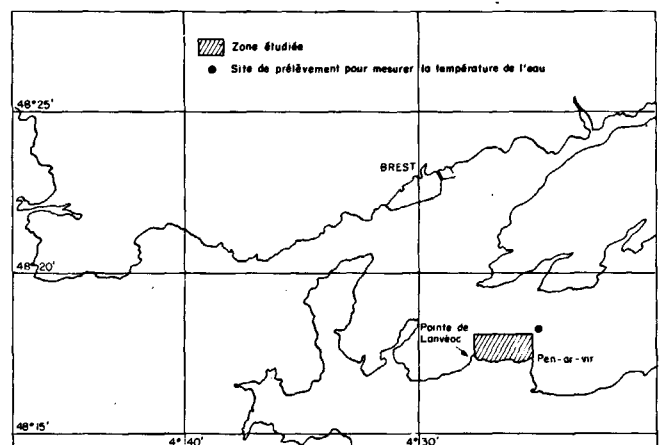 Zone étudiée
Site de prélèvement pour mesurer la température de l'eau
48°25'
BREST
48°20'
Pointe de
Lanvéoc
Pen-ar-vir
48°15'
4°40'
4°30'